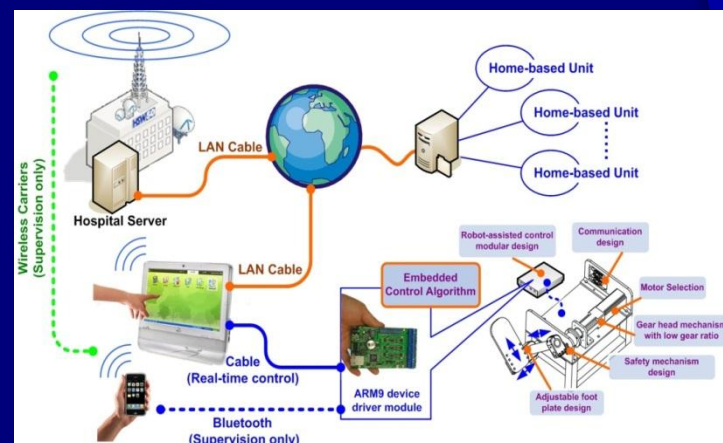 Home-based Unit
Home-based Unit
Home-based Unit
LAN Cable
Hospital Server
Wireless Carriers
(Supervision only)
LAN Cable
Robot-assisted control
modular design
Communication
design
Embedded
Control Algorithm
Motor Selection
Gear head mechanism
with low gear ratio
Safety mechanism
design
Adjustable foot
plate design
Cable
(Real-time control)
ARM9 device
driver module
Bluetooth
(Supervision only)